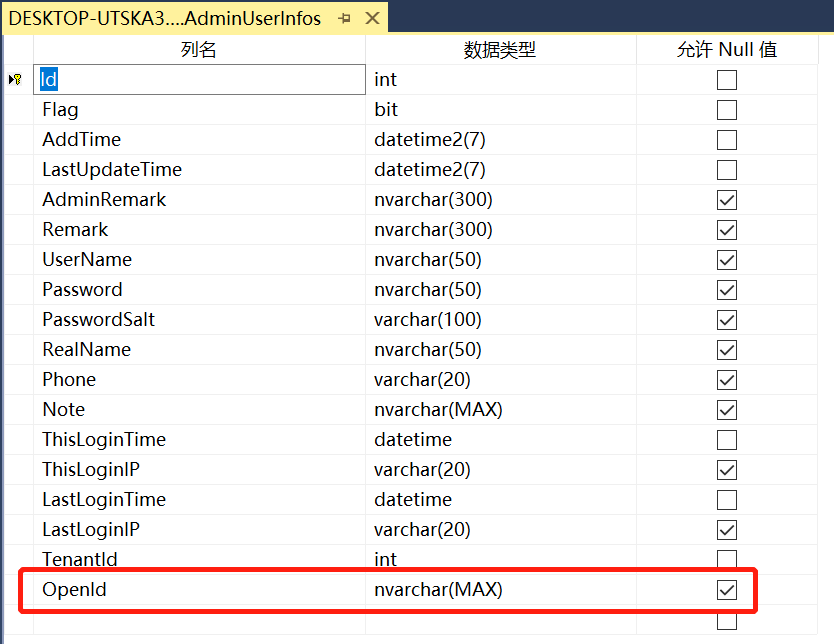 DESKTOP-UTSKA3....AdminUserInfos
列名 数据类型 允许 Null 值
Id int
Flag bit
AddTime datetime2(7)
LastUpdateTime datetime2(7)
AdminRemark nvarchar(300)
Remark nvarchar(300)
UserName nvarchar(50)
Password nvarchar(50)
PasswordSalt varchar(100)
RealName nvarchar(50)
Phone varchar(20)
Note nvarchar(MAX)
ThisLoginTime datetime
ThisLoginIP varchar(20)
LastLoginTime datetime
LastLoginIP varchar(20)
TenantId int
OpenId nvarchar(MAX)